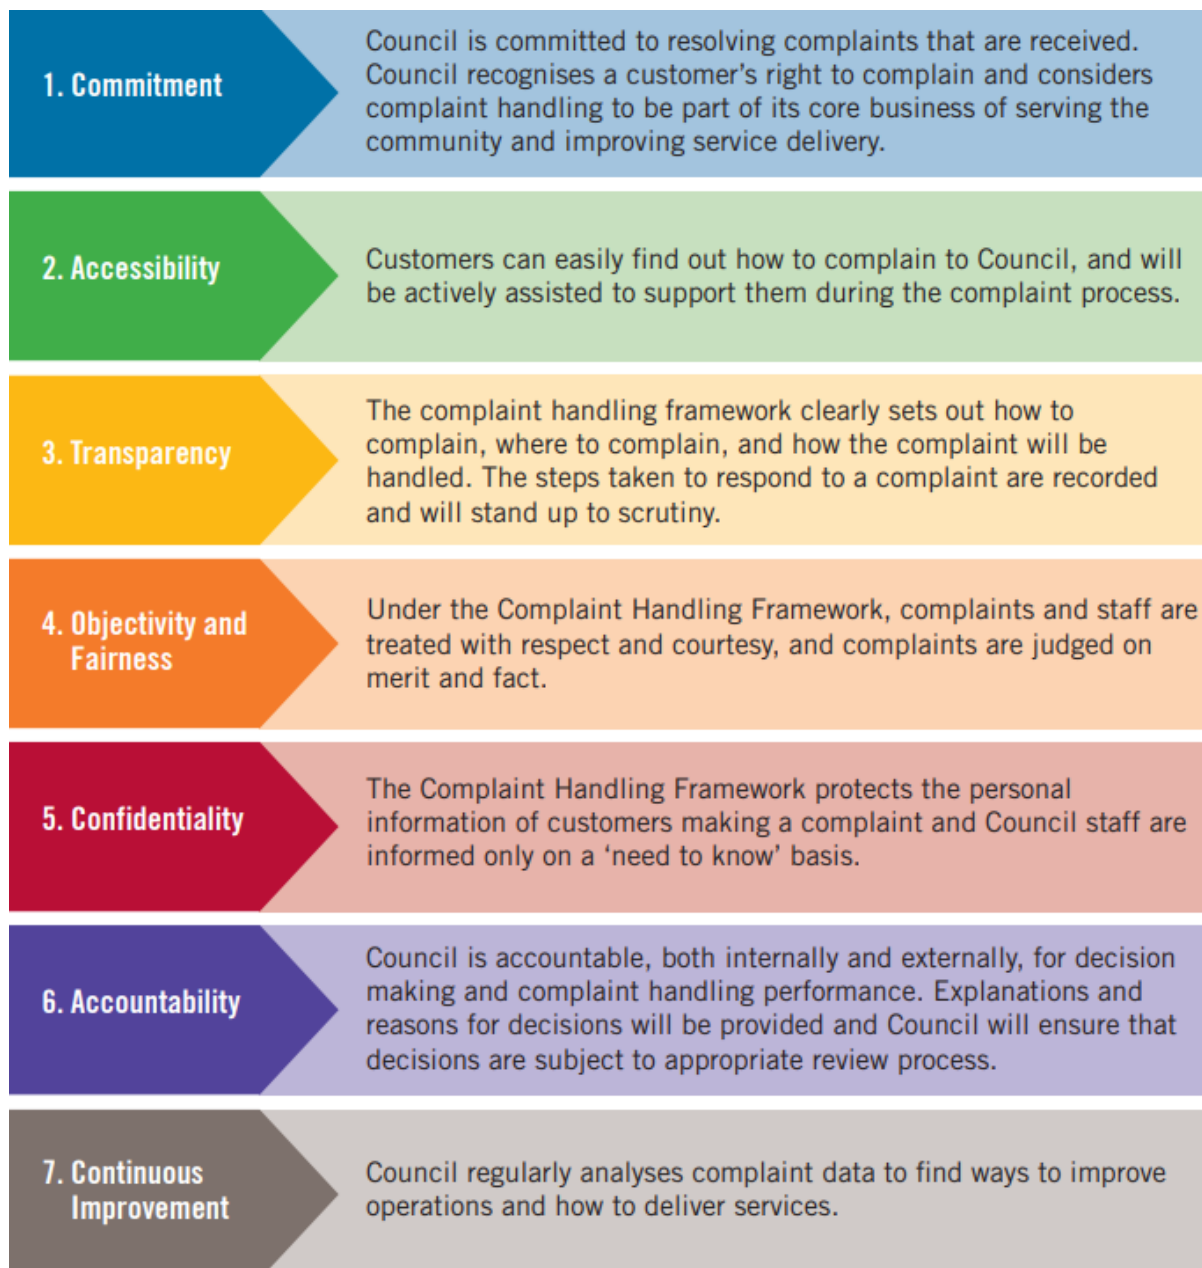 1. Commitment
Council is committed to resolving complaints that are received.
Council recognises a customer’s right to complain and considers
complaint handling to be part of its core business of serving the
community and improving service delivery.
2. Accessibility
Customers can easily find out how to complain to Council, and will
be actively assisted to support them during the complaint process.
3. Transparency
The complaint handling framework clearly sets out how to
complain, where to complain, and how the complaint will be
handled. The steps taken to respond to a complaint are recorded
and will stand up to scrutiny.
4. Objectivity and
Fairness
Under the Complaint Handling Framework, complaints and staff are
treated with respect and courtesy, and complaints are judged on
merit and fact.
5. Confidentiality
The Complaint Handling Framework protects the personal
information of customers making a complaint and Council staff are
informed only on a ‘need to know’ basis.
6. Accountability
Council is accountable, both internally and externally, for decision
making and complaint handling performance. Explanations and
reasons for decisions will be provided and Council will ensure that
decisions are subject to appropriate review process.
7. Continuous
Improvement
Council regularly analyses complaint data to find ways to improve
operations and how to deliver services.